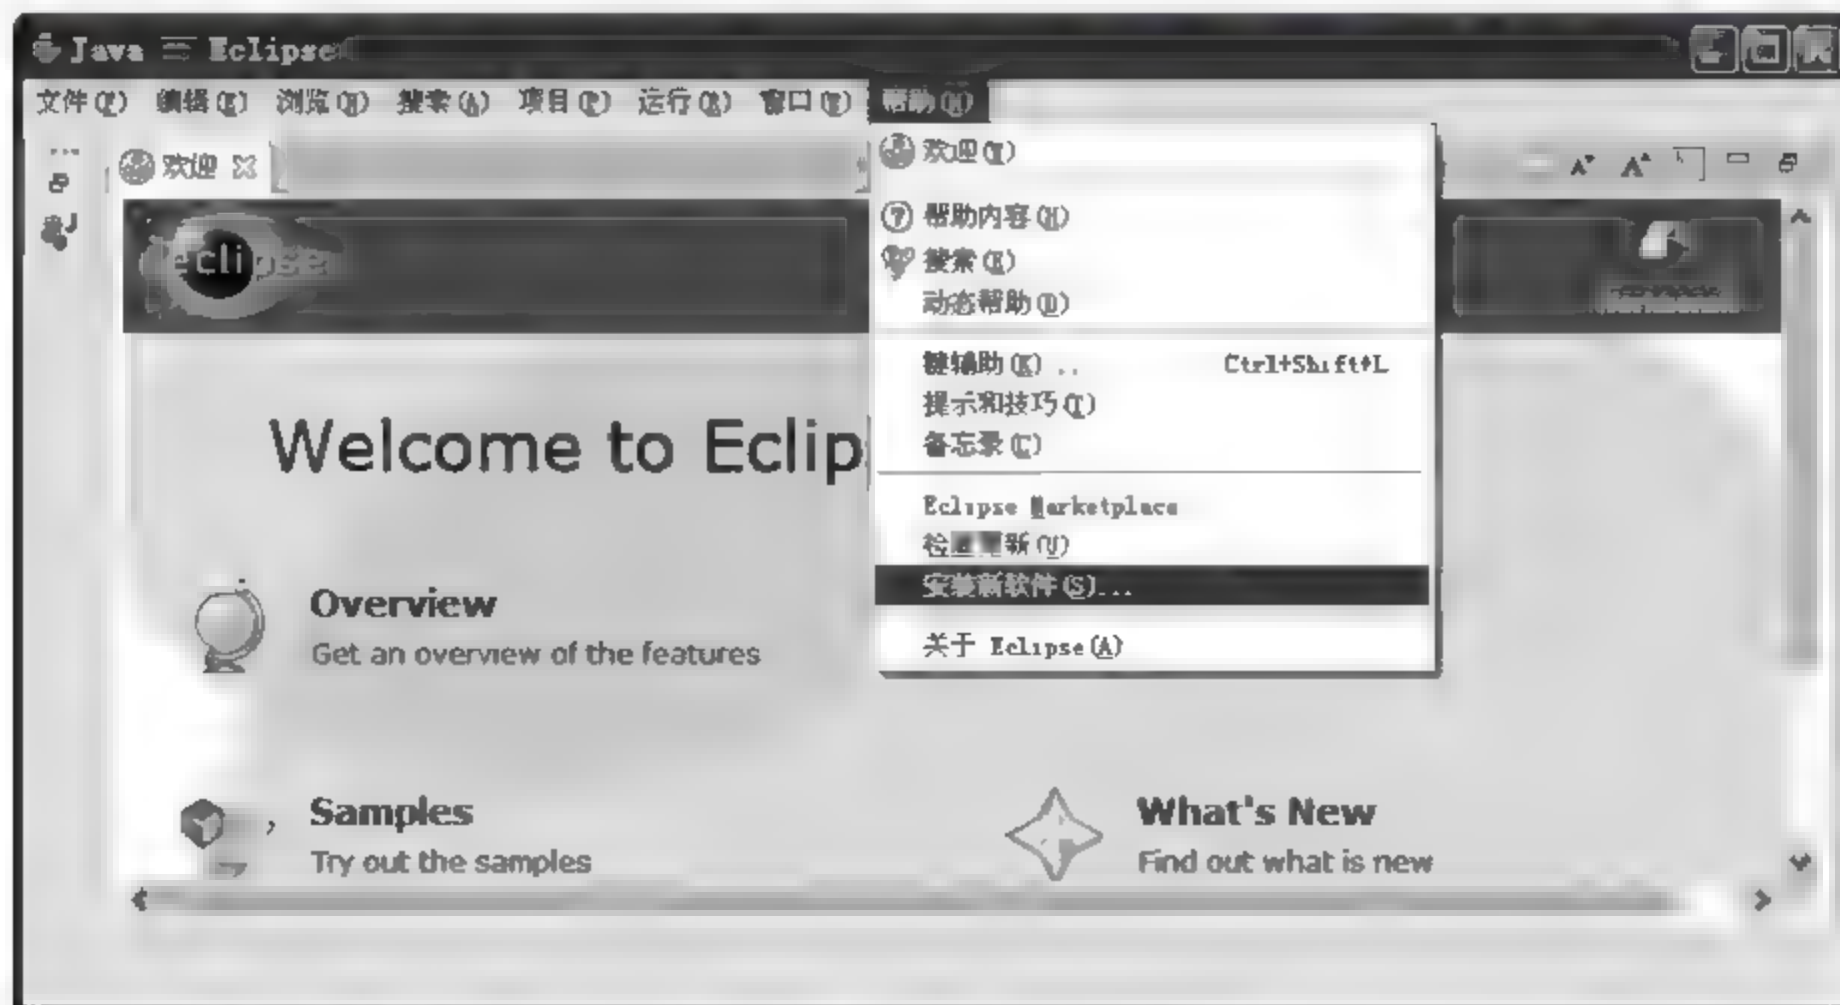 Java Eclipse
文件(F) 编辑(E) 浏览(N) 搜索(A) 项目(P) 运行(R) 窗口(W) 帮助(H)
欢迎
欢迎(W)
eclipse
帮助内容(H)
搜索(E)
动态帮助(D)
键辅助(K)... Ctrl+Shift+L
提示和技巧(T)
备忘录(C)
Welcome to Eclip
Eclipse Marketplace
检 新(U)
安装新软件(S)...
关于 Eclipse(A)
Overview
Get an overview of the features
Samples
Try out the samples
What's New
Find out what is new